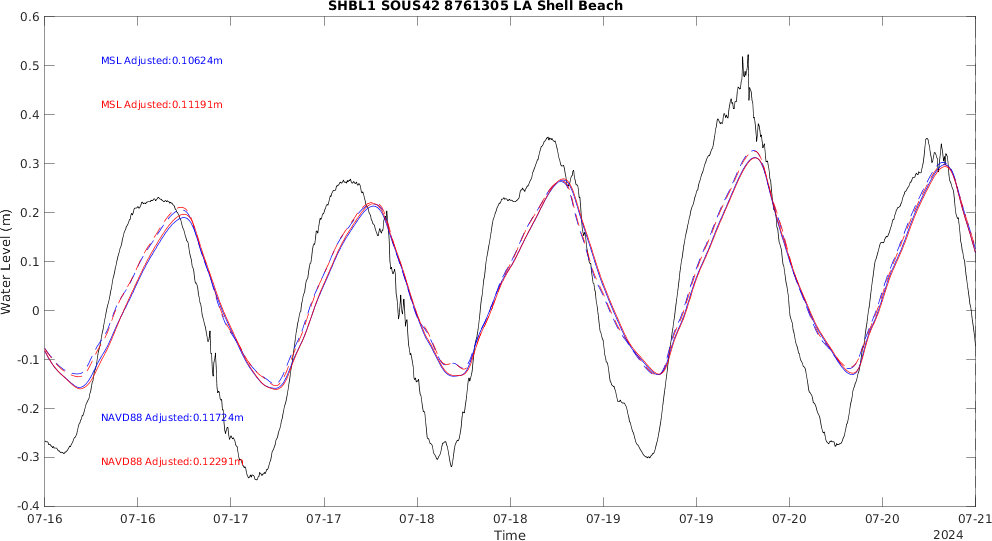 SHBL1 SOUS42 8761305 LA Shell Beach
0.6
0.5
0.4
0.3
0.2
0.1
0
-0.1
-0.2
-0.3
-0.4
Water Level (m)
MSL Adjusted:0.10624m
MSL Adjusted:0.11191m
NAVD88 Adjusted:0.11724m
NAVD88 Adjusted:0.12291m
07-16 07-16 07-17 07-17 07-18 07-18 07-19 07-19 07-20 07-20 07-21
Time
2024